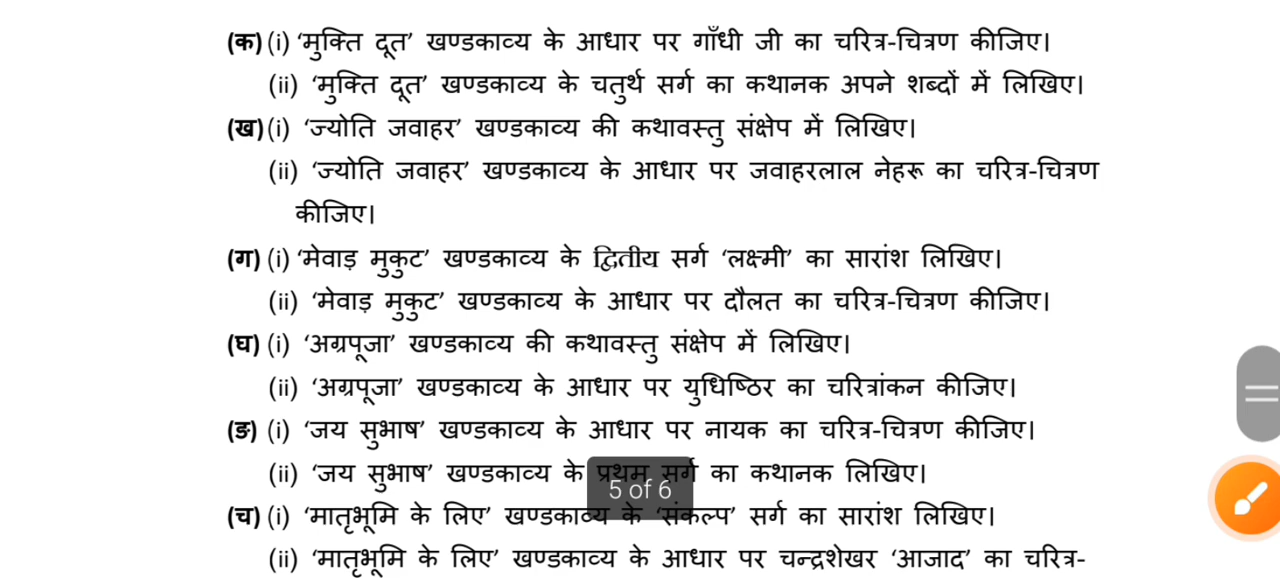 (क) (i) ‘मुक्ति दूत’ खण्डकाव्य के आधार पर गाँधी जी का चरित्र-चित्रण कीजिए।
(ii) ‘मुक्ति दूत’ खण्डकाव्य के चतुर्थ सर्ग का कथानक अपने शब्दों में लिखिए।
(ख) (i) ‘ज्योति जवाहर’ खण्डकाव्य की कथावस्तु संक्षेप में लिखिए।
(ii) ‘ज्योति जवाहर’ खण्डकाव्य के आधार पर जवाहरलाल नेहरू का चरित्र-चित्रण
कीजिए।
(ग) (i) ‘मेवाड़ मुकुट’ खण्डकाव्य के द्वितीय सर्ग ‘लक्ष्मी’ का सारांश लिखिए।
(ii) ‘मेवाड़ मुकुट’ खण्डकाव्य के आधार पर दौलत का चरित्र-चित्रण कीजिए।
(घ) (i) ‘अग्रपूजा’ खण्डकाव्य की कथावस्तु संक्षेप में लिखिए।
(ii) ‘अग्रपूजा’ खण्डकाव्य के आधार पर युधिष्ठिर का चरित्रांकन कीजिए।
(ङ) (i) ‘जय सुभाष’ खण्डकाव्य के आधार पर नायक का चरित्र-चित्रण कीजिए।
(ii) ‘जय सुभाष’ खण्डकाव्य के प्रथम सर्ग का कथानक लिखिए।
5 of 6
(च) (i) ‘मातृभूमि के लिए’ खण्डकाव्य के ‘संकल्प’ सर्ग का सारांश लिखिए।
(ii) ‘मातृभूमि के लिए’ खण्डकाव्य के आधार पर चन्द्रशेखर ‘आजाद’ का चरित्र-